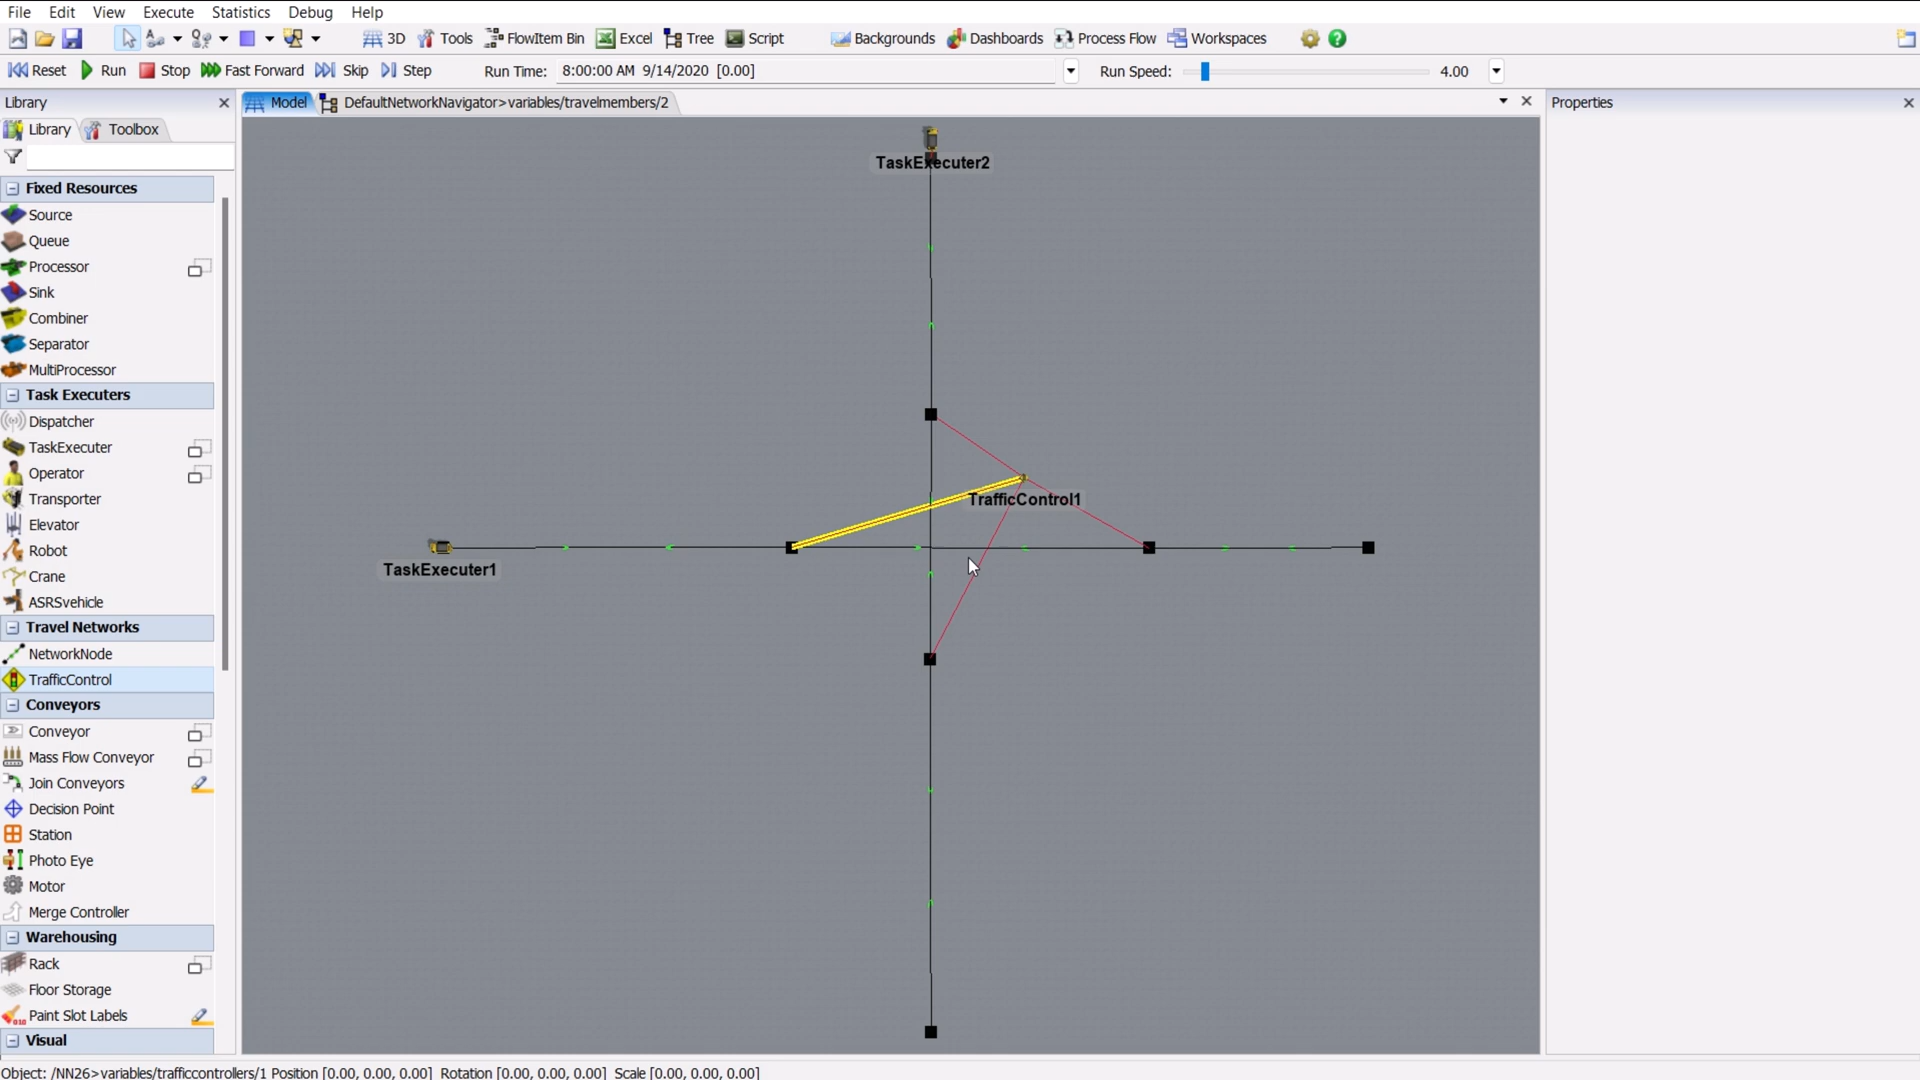 File Edit View Execute Statistics Debug Help
3D Tools FlowItem Bin Excel Tree Script Backgrounds Dashboards Process Flow Workspaces
Reset Run Stop Fast Forward Skip Step Run Time: 8:00:00 AM 9/14/2020 [0.00] Run Speed: 4.00
Library
Model
DefaultNetworkNavigator>variables/travelmembers/2
Properties
Library Toolbox
Fixed Resources
Source
Queue
Processor
Sink
Combiner
Separator
MultiProcessor
Task Executers
Dispatcher
TaskExecuter
Operator
Transporter
Elevator
Robot
Crane
ASRSvehicle
Travel Networks
NetworkNode
TrafficControl
Conveyors
Conveyor
Mass Flow Conveyor
Join Conveyors
Decision Point
Station
Photo Eye
Motor
Merge Controller
Warehousing
Rack
Floor Storage
Paint Slot Labels
Visual
TaskExecuter2
TrafficControl1
TaskExecuter1
Object: /NN26>variables/trafficcontrollers/1 Position [0.00, 0.00, 0.00] Rotation [0.00, 0.00, 0.00] Scale [0.00, 0.00, 0.00]